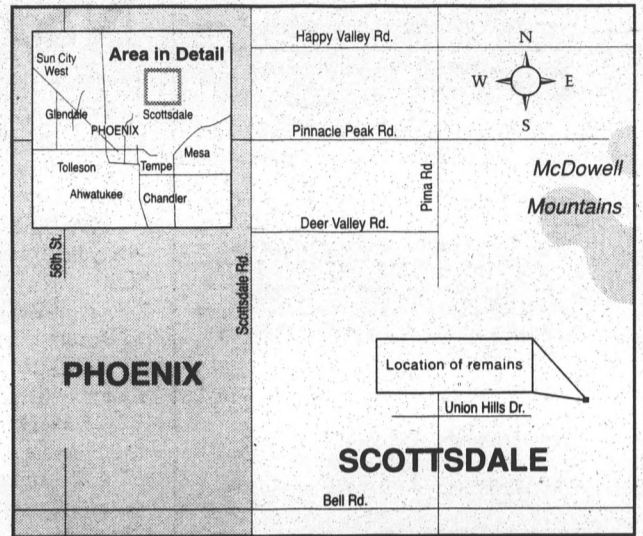 Area in Detail
Sun City
West
Glendale
Scottsdale
PHOENIX
Mesa
Tolleson
Tempe
Ahwatukee
Chandler
Happy Valley Rd.
N
W
E
S
Pinnacle Peak Rd.
McDowell
Mountains
Pima Rd.
Deer Valley Rd.
56th St.
Scottsdale Rd.
PHOENIX
Location of remains
Union Hills Dr.
SCOTTSDALE
Bell Rd.